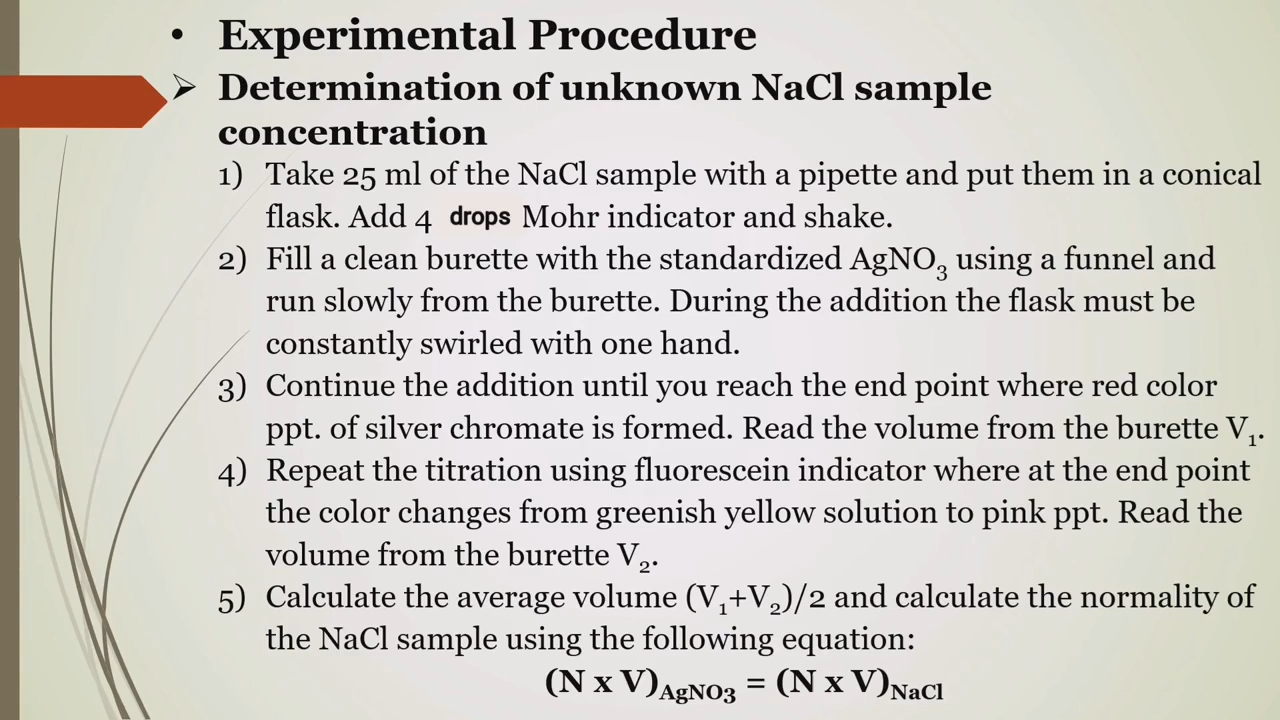 • Experimental Procedure
➢ Determination of unknown NaCl sample
concentration
1) Take 25 ml of the NaCl sample with a pipette and put them in a conical
flask. Add 4 drops Mohr indicator and shake.
2) Fill a clean burette with the standardized AgNO₃ using a funnel and
run slowly from the burette. During the addition the flask must be
constantly swirled with one hand.
3) Continue the addition until you reach the end point where red color
ppt. of silver chromate is formed. Read the volume from the burette V₁.
4) Repeat the titration using fluorescein indicator where at the end point
the color changes from greenish yellow solution to pink ppt. Read the
volume from the burette V₂.
5) Calculate the average volume (V₁+V₂)/2 and calculate the normality of
the NaCl sample using the following equation:
(N x V)AgNO3 = (N x V)NaCl